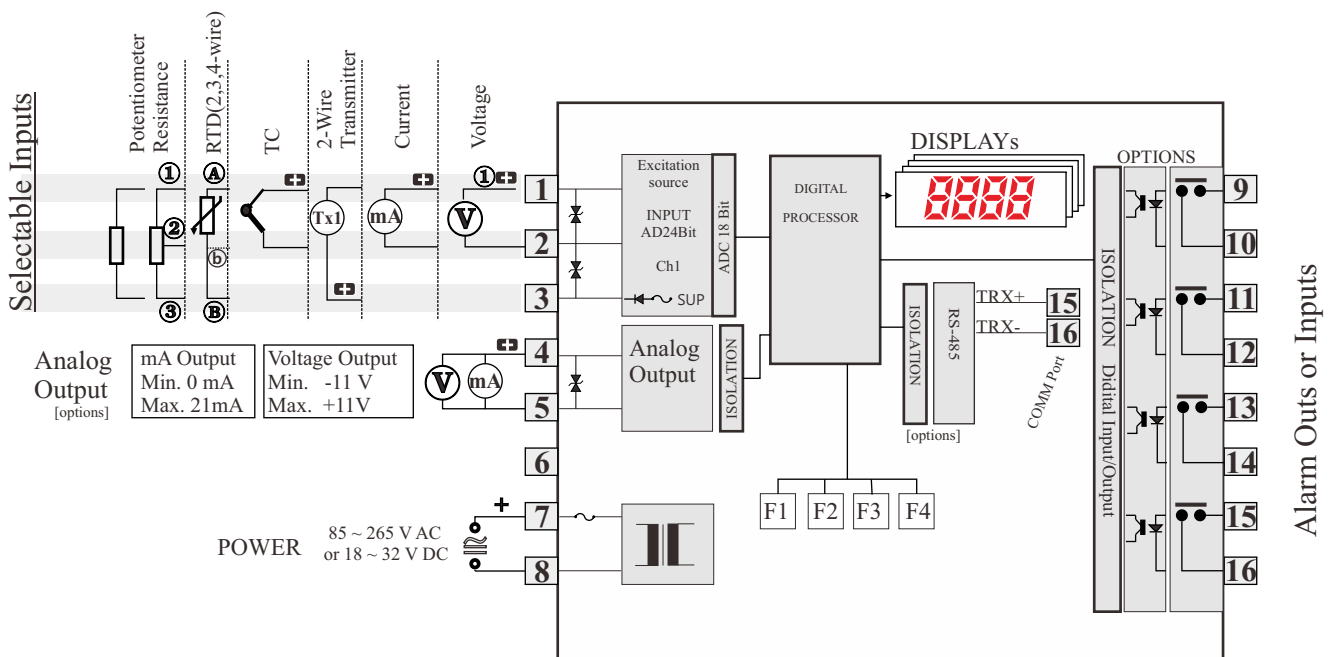 Selectable Inputs
Potentiometer
Resistance
RTD(2,3,4-wire)
TC
2-Wire
Transmitter
Current
Voltage
1
2
3
A
b
B
Tx1
mA
1
V
1
2
3
Excitation
source
INPUT
AD24Bit
Ch1
SUP
ADC 18 Bit
DIGITAL
PROCESSOR
DISPLAYs
8888
OPTIONS
ISOLATION Didital Input/Output
9
10
11
12
13
14
15
16
Alarm Outs or Inputs
ISOLATION
[options]
RS-485
TRX+
TRX-
15
16
COMM Port
Analog
Output
[options]
mA Output
Min. 0 mA
Max. 21mA
Voltage Output
Min. -11 V
Max. +11V
V
mA
4
5
6
7
8
Analog
Output
ISOLATION
F1
F2
F3
F4
POWER
85 ~ 265 V AC
or 18 ~ 32 V DC
+